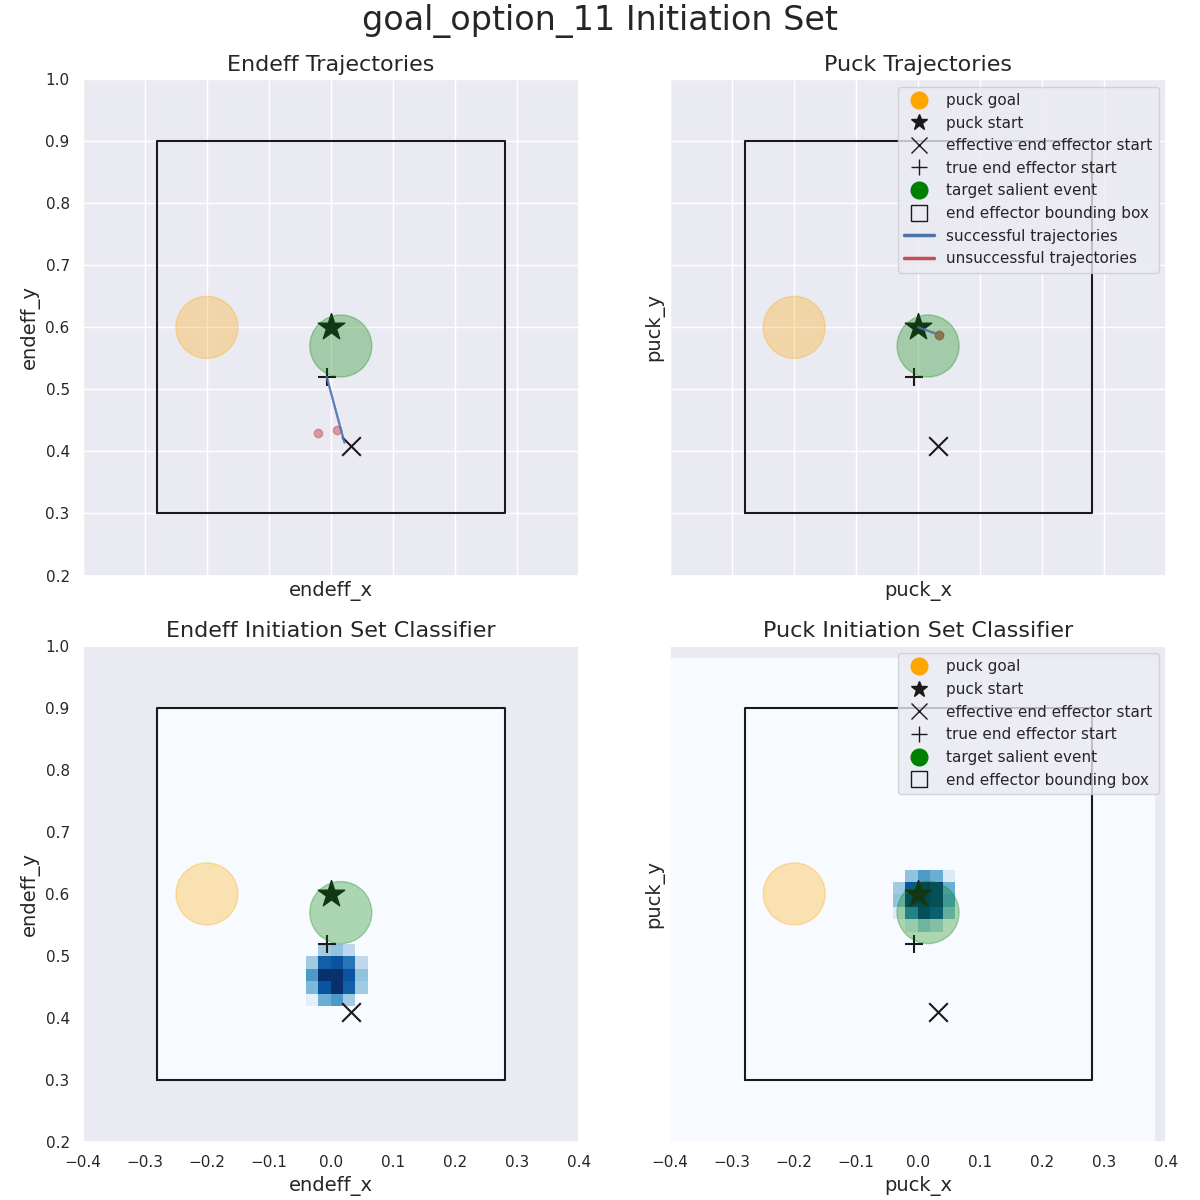 goal_option_11 Initiation Set
Endeff Trajectories
1.0
0.9
0.8
0.7
0.6
0.5
0.4
0.3
0.2
endeff_y
endeff_x
Puck Trajectories
puck goal
puck start
effective end effector start
true end effector start
target salient event
end effector bounding box
successful trajectories
unsuccessful trajectories
puck_y
puck_x
Endeff Initiation Set Classifier
1.0
0.9
0.8
0.7
0.6
0.5
0.4
0.3
0.2
endeff_y
−0.4 −0.3 −0.2 −0.1 0.0 0.1 0.2 0.3 0.4
endeff_x
Puck Initiation Set Classifier
puck goal
puck start
effective end effector start
true end effector start
target salient event
end effector bounding box
puck_y
−0.4 −0.3 −0.2 −0.1 0.0 0.1 0.2 0.3 0.4
puck_x